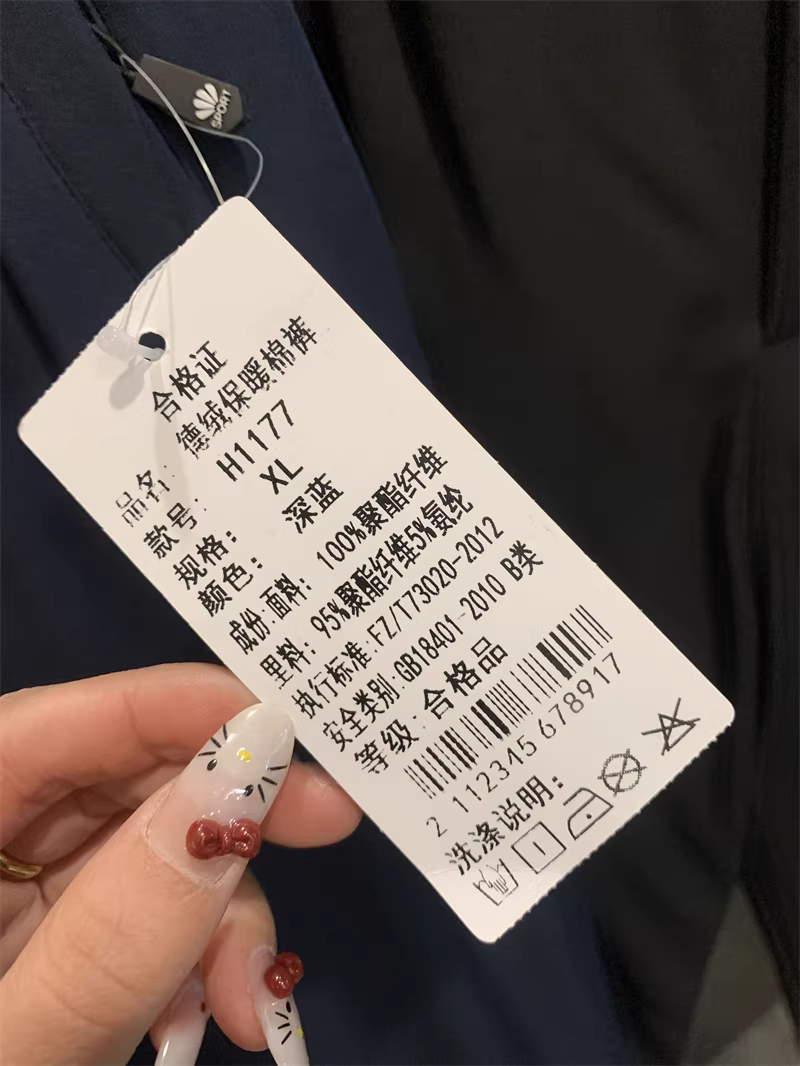 SPORT
合格证
品名: 德绒保暖棉裤
款号: H1177
规格: XL
颜色: 深蓝
成份:面料: 100%聚酯纤维
里料: 95%聚酯纤维5%氨纶
执行标准:FZ/T73020-2012
安全类别:GB18401-2010 B类
等级:合格品
2 112345 678917
洗涤说明: